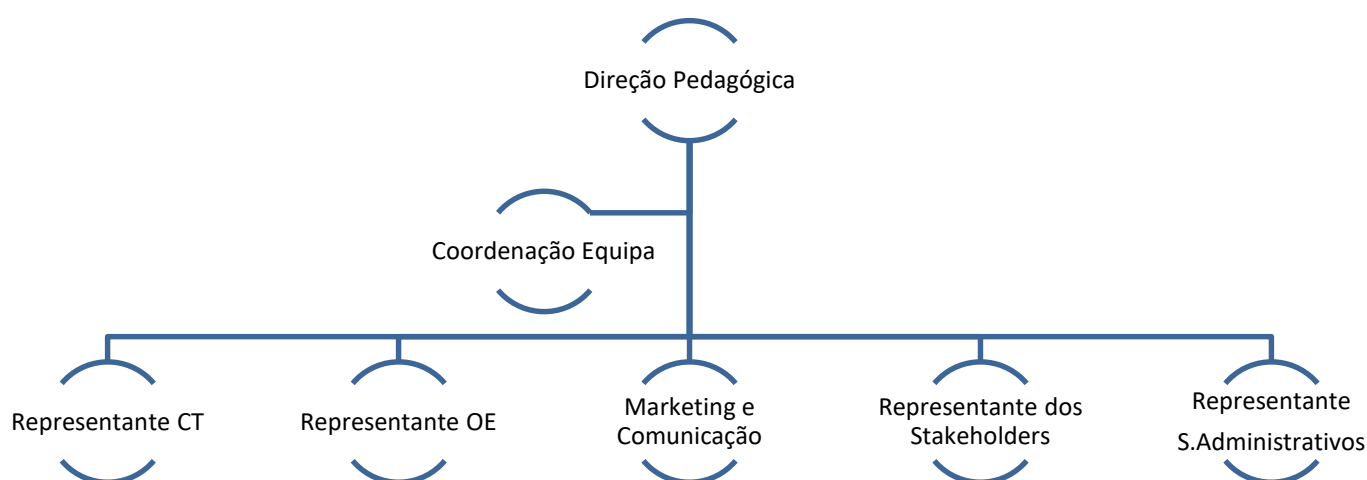 Direção Pedagógica
Coordenação Equipa
Representante CT
Representante OE
Marketing e
Comunicação
Representante dos
Stakeholders
Representante
S.Administrativos